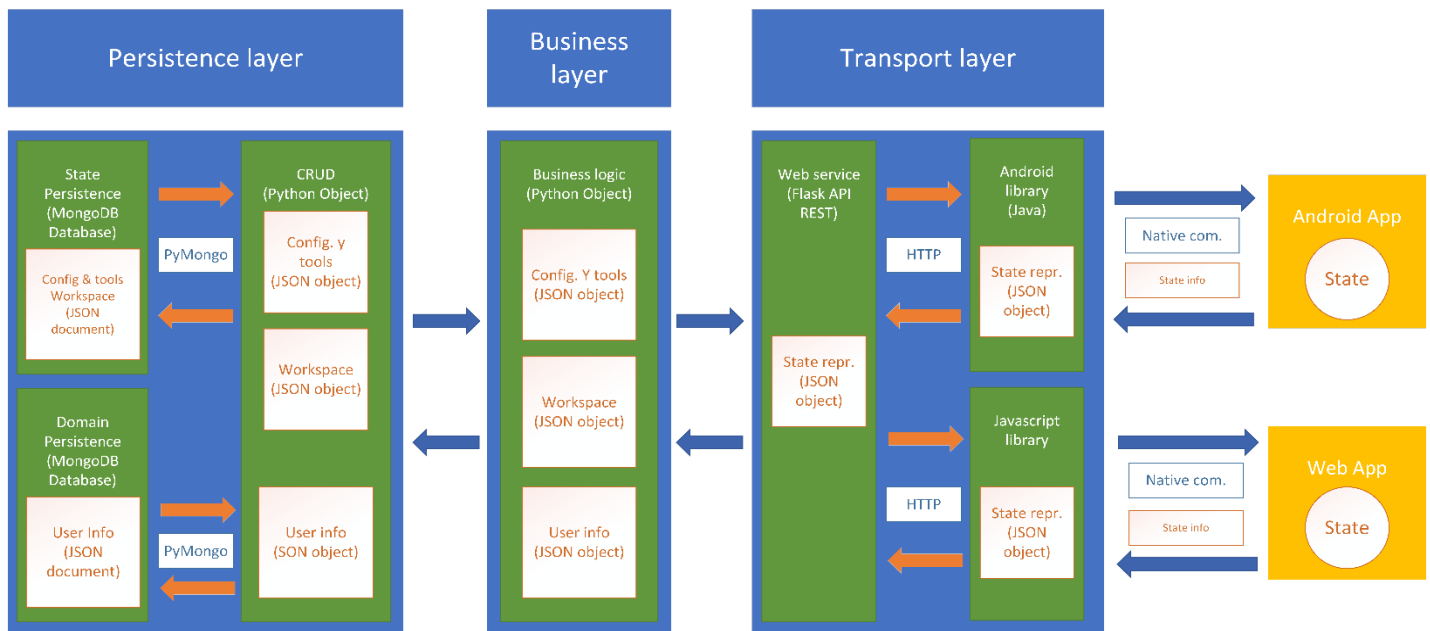 Persistence layer
Business
layer
Transport layer
State
Persistence
(MongoDB
Database)
Config & tools
Workspace
(JSON
document)
PyMongo
CRUD
(Python Object)
Config. y
tools
(JSON object)
Workspace
(JSON object)
Domain
Persistence
(MongoDB
Database)
User Info
(JSON
document)
PyMongo
User info
(SON object)
Business logic
(Python Object)
Config. Y tools
(JSON object)
Workspace
(JSON object)
User info
(JSON object)
Web service
(Flask API
REST)
State repr.
(JSON
object)
HTTP
Android
library
(Java)
State repr.
(JSON
object)
HTTP
Javascript
library
State repr.
(JSON
object)
Native com.
State info
Android App
State
Native com.
State info
Web App
State